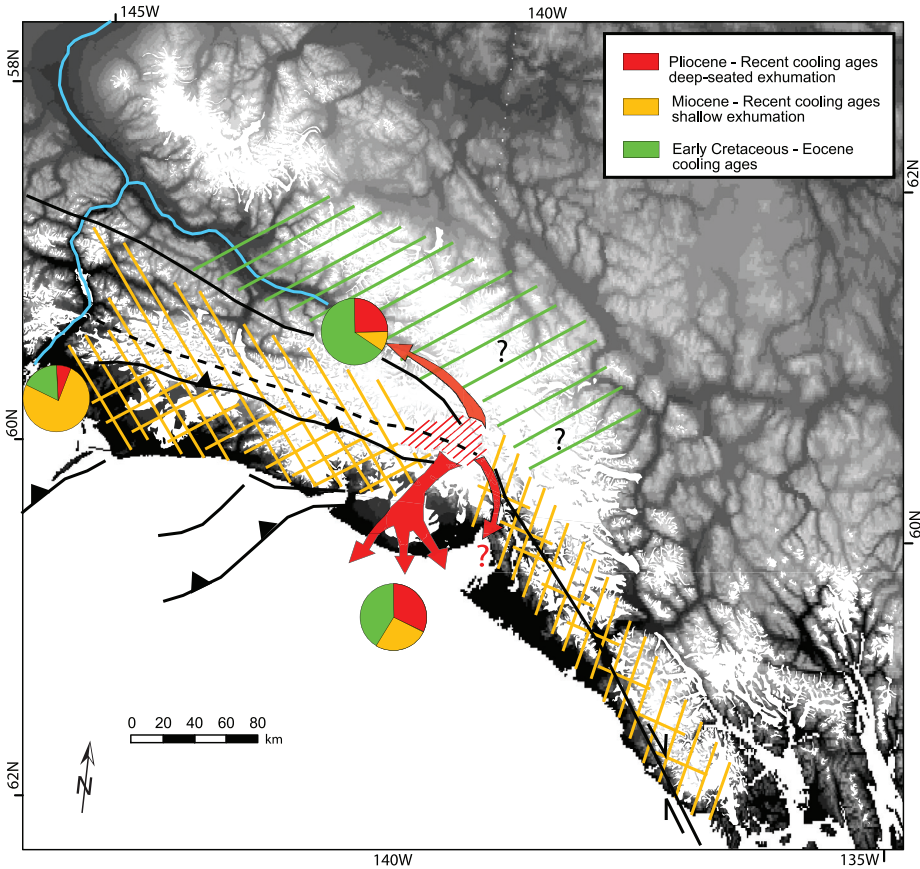 145W
140W
58N
Pliocene - Recent cooling ages
deep-seated exhumation
Miocene - Recent cooling ages
shallow exhumation
Early Cretaceous - Eocene
cooling ages
62N
?
60N
?
60N
?
0 20 40 60 80
km
N
62N
140W
135W